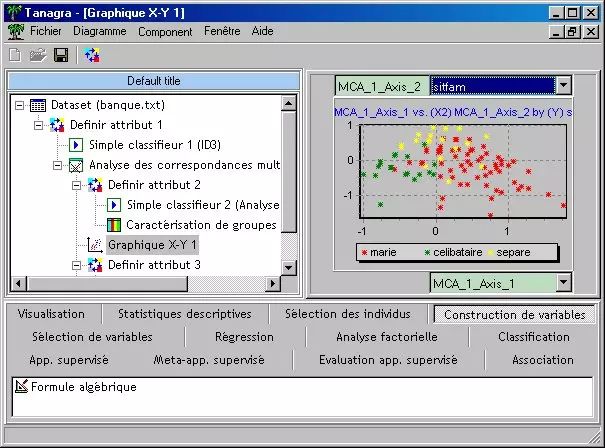 Tanagra - [Graphique X-Y 1]
Fichier Diagramme Component Fenêtre Aide
Default title
Dataset (banque.txt)
Definir attribut 1
Simple classifieur 1 (ID3)
Analyse des correspondances mult
Definir attribut 2
Simple classifieur 2 (Analyse
Caractérisation de groupes
Graphique X-Y 1
Definir attribut 3
MCA_1_Axis_2 sitfam
MCA_1_Axis_1 vs. (X2) MCA_1_Axis_2 by (Y) s
1
0
-1
-1 0 1
marie celibataire separe
MCA_1_Axis_1
Visualisation Statistiques descriptives Sélection des individus Construction de variables
Sélection de variables Régression Analyse factorielle Classification
App. supervisé Meta-app. supervisé Evaluation app. supervisé Association
Formule algébrique